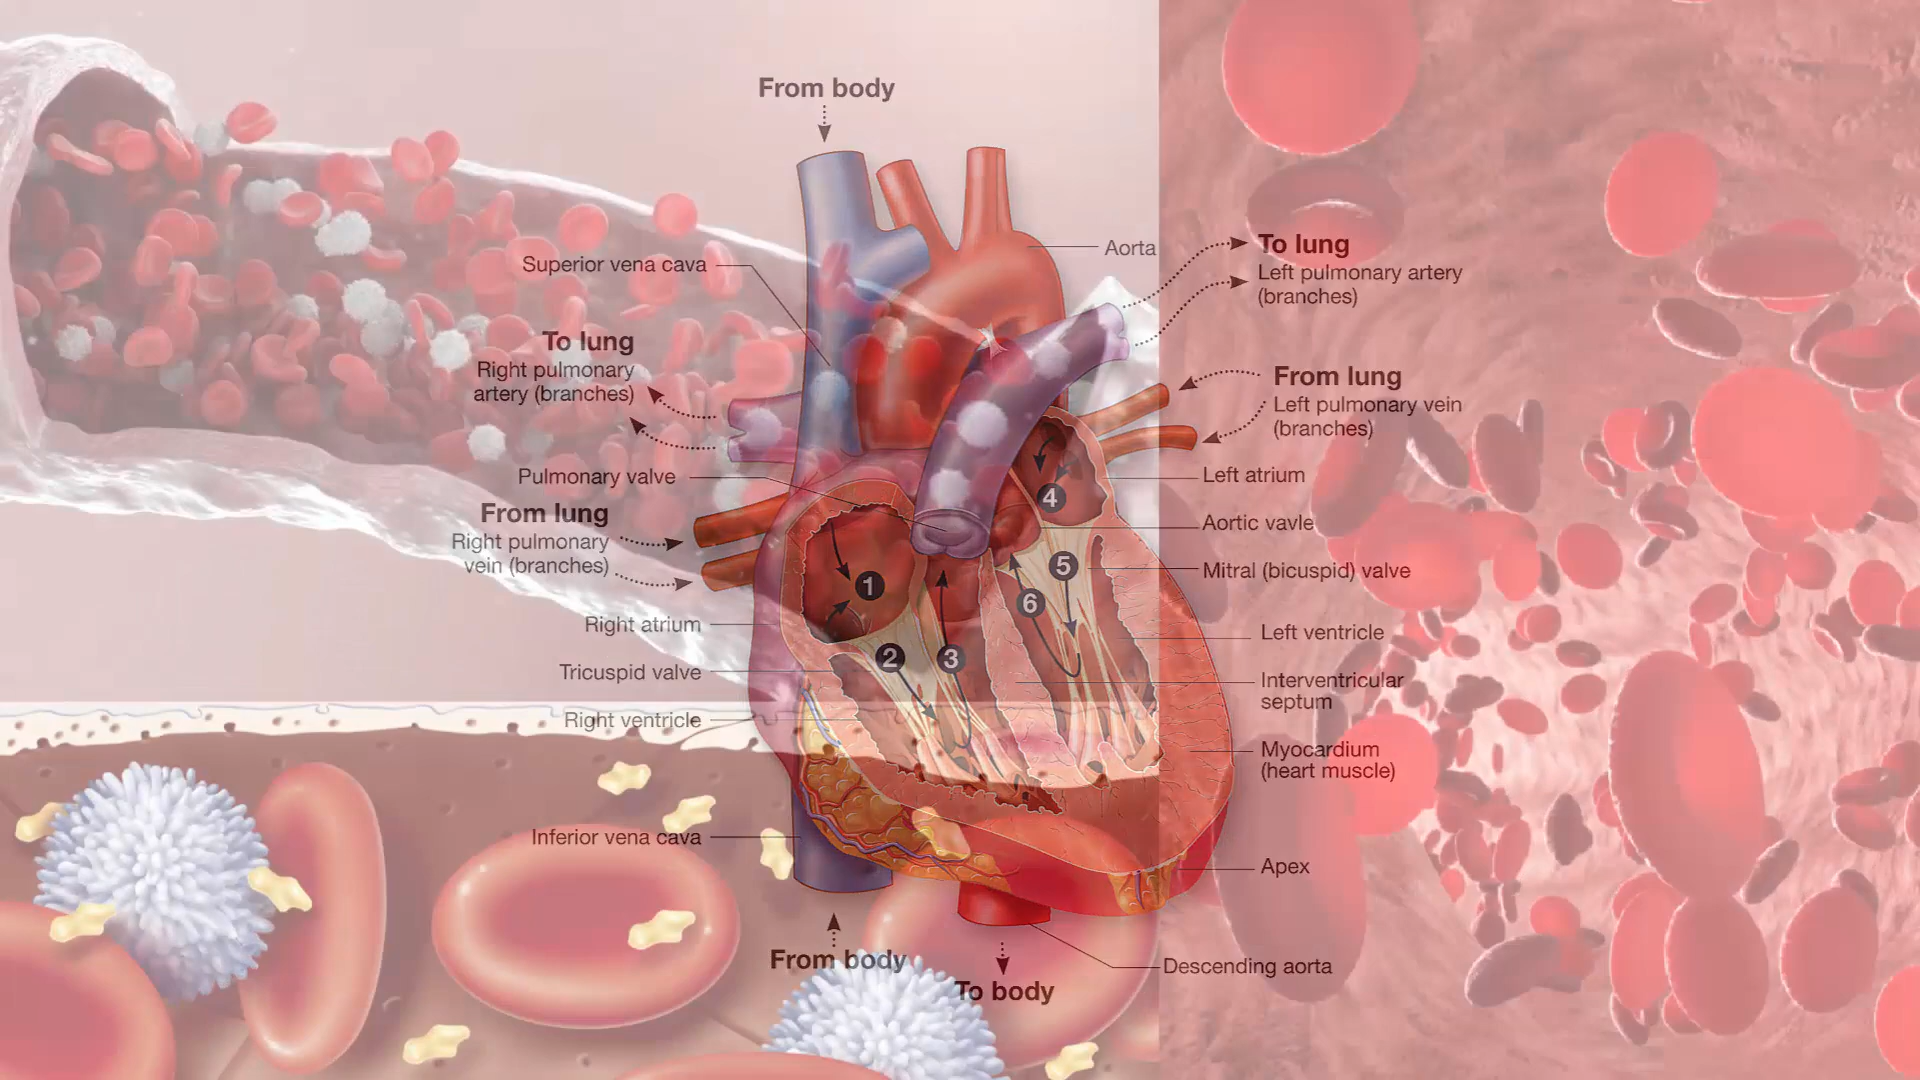 From body
Aorta
Superior vena cava
To lung
Left pulmonary artery
(branches)
To lung
Right pulmonary
artery (branches)
From lung
Left pulmonary vein
(branches)
Pulmonary valve
Left atrium
From lung
Right pulmonary
vein (branches)
Aortic vavle
Mitral (bicuspid) valve
4
5
1
6
2
3
Right atrium
Left ventricle
Tricuspid valve
Interventricular
septum
Right ventricle
Myocardium
(heart muscle)
Inferior vena cava
Apex
From body
To body
Descending aorta